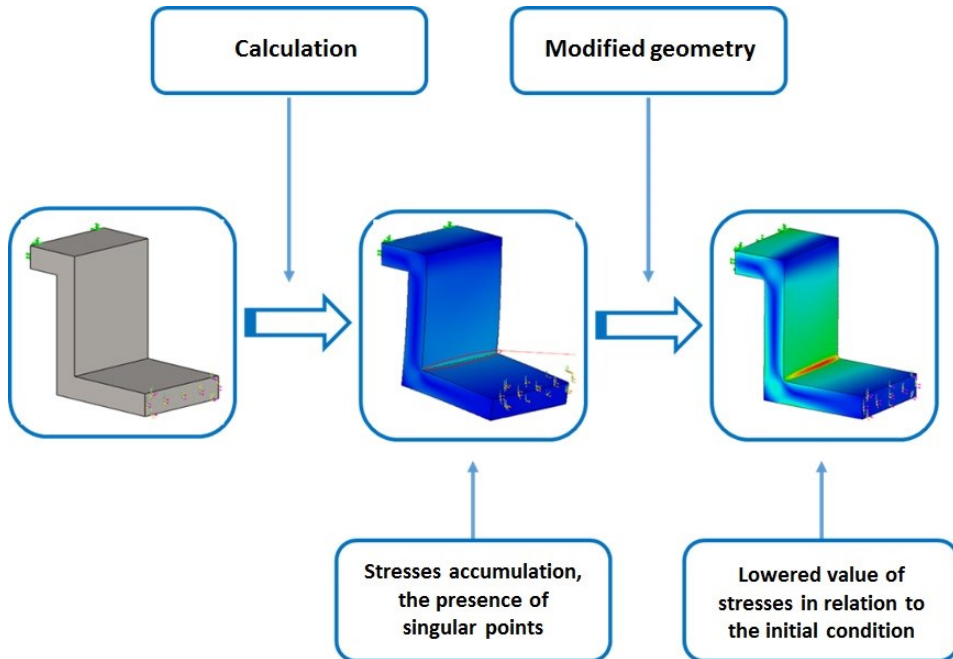 Calculation
Modified geometry
Stresses accumulation,
the presence of
singular points
Lowered value of
stresses in relation to
the initial condition